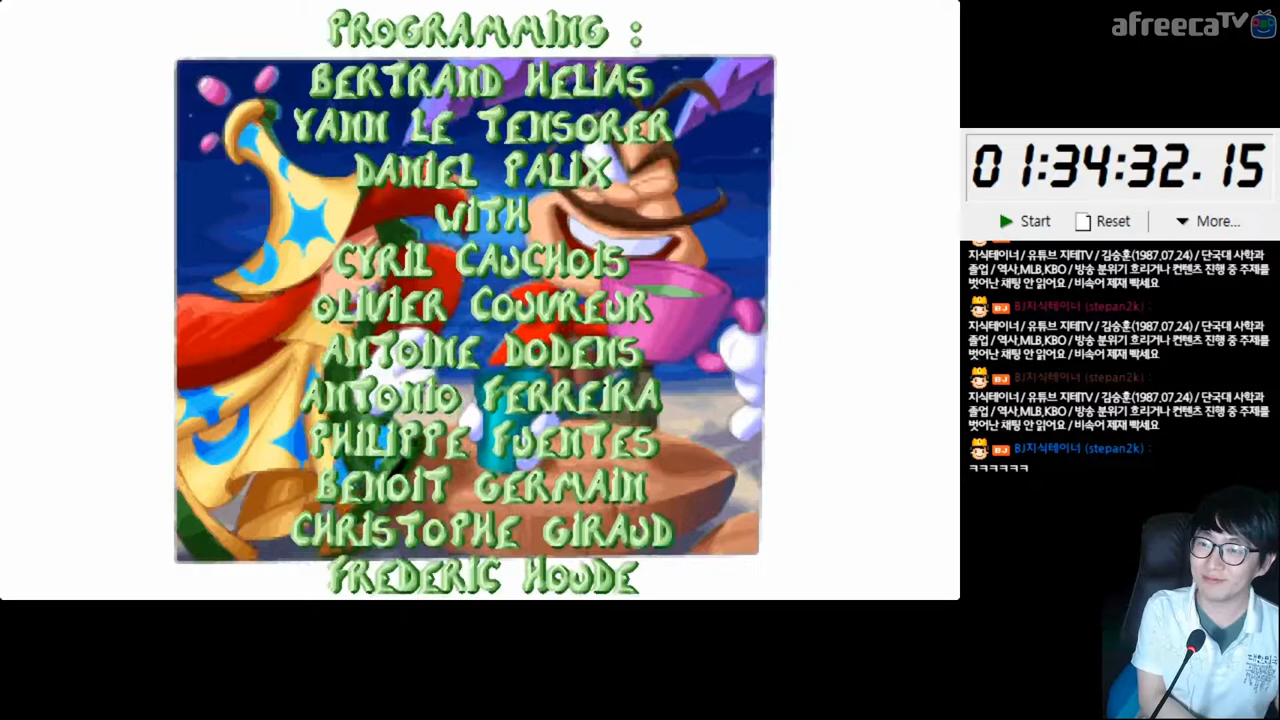 PROGRAMMING :
BERTRAND HELIAS
YANN LE TENSORER
DANIEL PALIX
WITH
CYRIL CAUCHOIS
OLIVIER COUVREUR
ANTOINE DODENS
ANTONIO FERREIRA
PHILIPPE FUENTES
BENOIT GERMAIN
CHRISTOPHE GIRAUD
FREDERIC HOUDE
afreecaTV
01:34:32.15
Start
Reset
More...
지식테이너 / 유튜브 지테TV / 김승훈(1987.07.24) / 단국대 사학과
졸업 / 역사,MLB,KBO / 방송 분위기 흐리거나 컨텐츠 진행 중 주제를
벗어난 채팅 안 읽어요 / 비속어 제재 빡세요
BJ BJ지식테이너 (stepan2k) :
지식테이너 / 유튜브 지테TV / 김승훈(1987.07.24) / 단국대 사학과
졸업 / 역사,MLB,KBO / 방송 분위기 흐리거나 컨텐츠 진행 중 주제를
벗어난 채팅 안 읽어요 / 비속어 제재 빡세요
BJ BJ지식테이너 (stepan2k) :
지식테이너 / 유튜브 지테TV / 김승훈(1987.07.24) / 단국대 사학과
졸업 / 역사,MLB,KBO / 방송 분위기 흐리거나 컨텐츠 진행 중 주제를
벗어난 채팅 안 읽어요 / 비속어 제재 빡세요
BJ BJ지식테이너 (stepan2k) :
ㅋㅋㅋㅋㅋㅋ